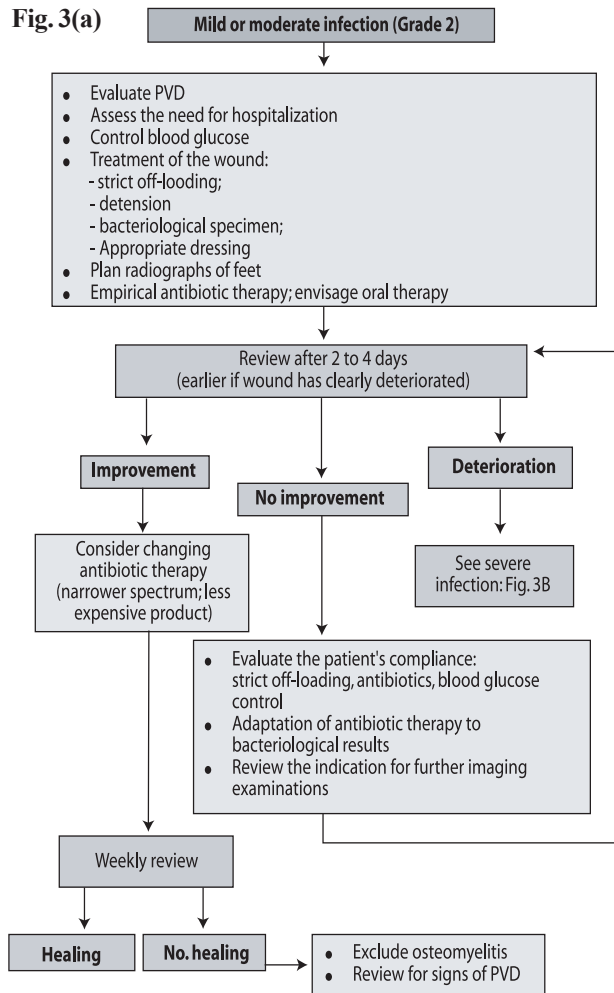 Fig. 3(a)
Mild or moderate infection (Grade 2)
• Evaluate PVD
• Assess the need for hospitalization
• Control blood glucose
• Treatment of the wound:
- strict off-looding;
- detension
- bacteriological specimen;
- Appropriate dressing
• Plan radiographs of feet
• Empirical antibiotic therapy; envisage oral therapy
Review after 2 to 4 days
(earlier if wound has clearly deteriorated)
Improvement
No improvement
Deterioration
Consider changing
antibiotic therapy
(narrower spectrum; less
expensive product)
See severe
infection: Fig. 3B
• Evaluate the patient's compliance:
strict off-loading, antibiotics, blood glucose
control
• Adaptation of antibiotic therapy to
bacteriological results
• Review the indication for further imaging
examinations
Weekly review
Healing
No. healing
• Exclude osteomyelitis
• Review for signs of PVD